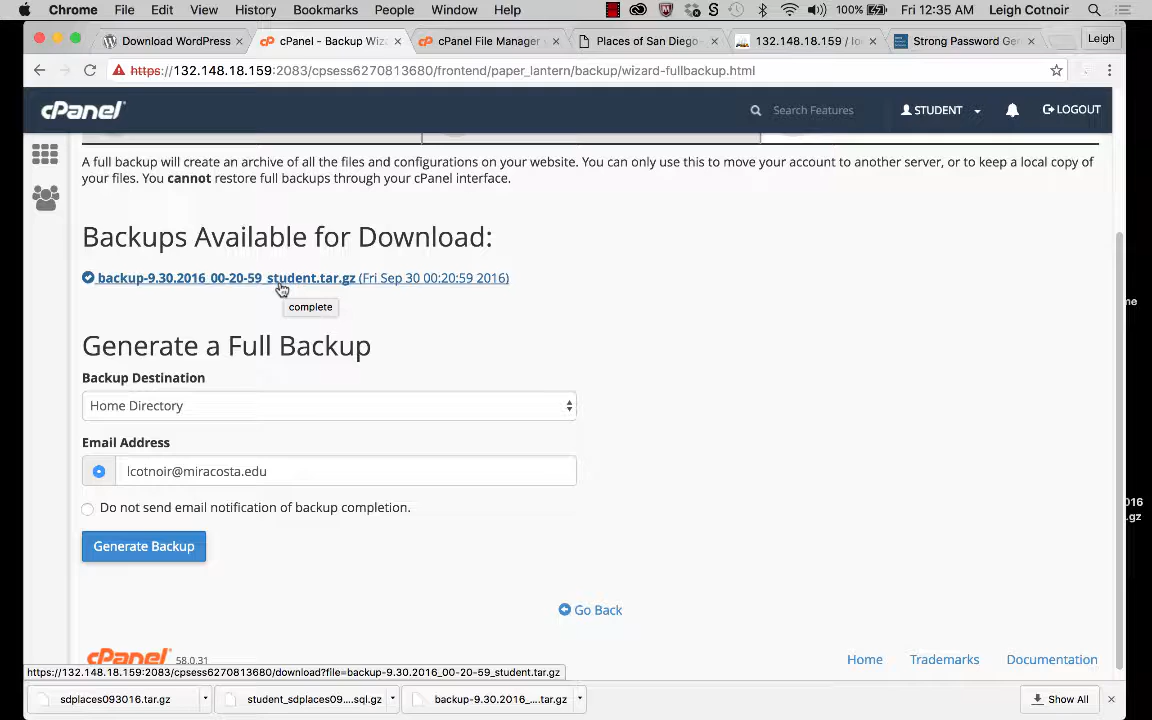 Chrome File Edit View History Bookmarks People Window Help 100% Fri 12:35 AM Leigh Cotnoir
Download WordPress cPanel - Backup Wiza cPanel File Manager Places of San Diego 132.148.18.159 / lo Strong Password Ge Leigh
https://132.148.18.159:2083/cpsess6270813680/frontend/paper_lantern/backup/wizard-fullbackup.html
cPanel Search Features STUDENT LOGOUT
A full backup will create an archive of all the files and configurations on your website. You can only use this to move your account to another server, or to keep a local copy of
your files. You cannot restore full backups through your cPanel interface.
Backups Available for Download:
backup-9.30.2016_00-20-59_student.tar.gz (Fri Sep 30 00:20:59 2016)
complete
me
Generate a Full Backup
Backup Destination
Home Directory
Email Address
lcotnoir@miracosta.edu
Do not send email notification of backup completion.
016
.gz
Generate Backup
Go Back
cPanel 58.0.31 Home Trademarks Documentation
https://132.148.18.159:2083/cpsess6270813680/download?file=backup-9.30.2016_00-20-59_student.tar.gz
sdplaces093016.tar.gz student_sdplaces09....sql.gz backup-9.30.2016_....tar.gz Show All